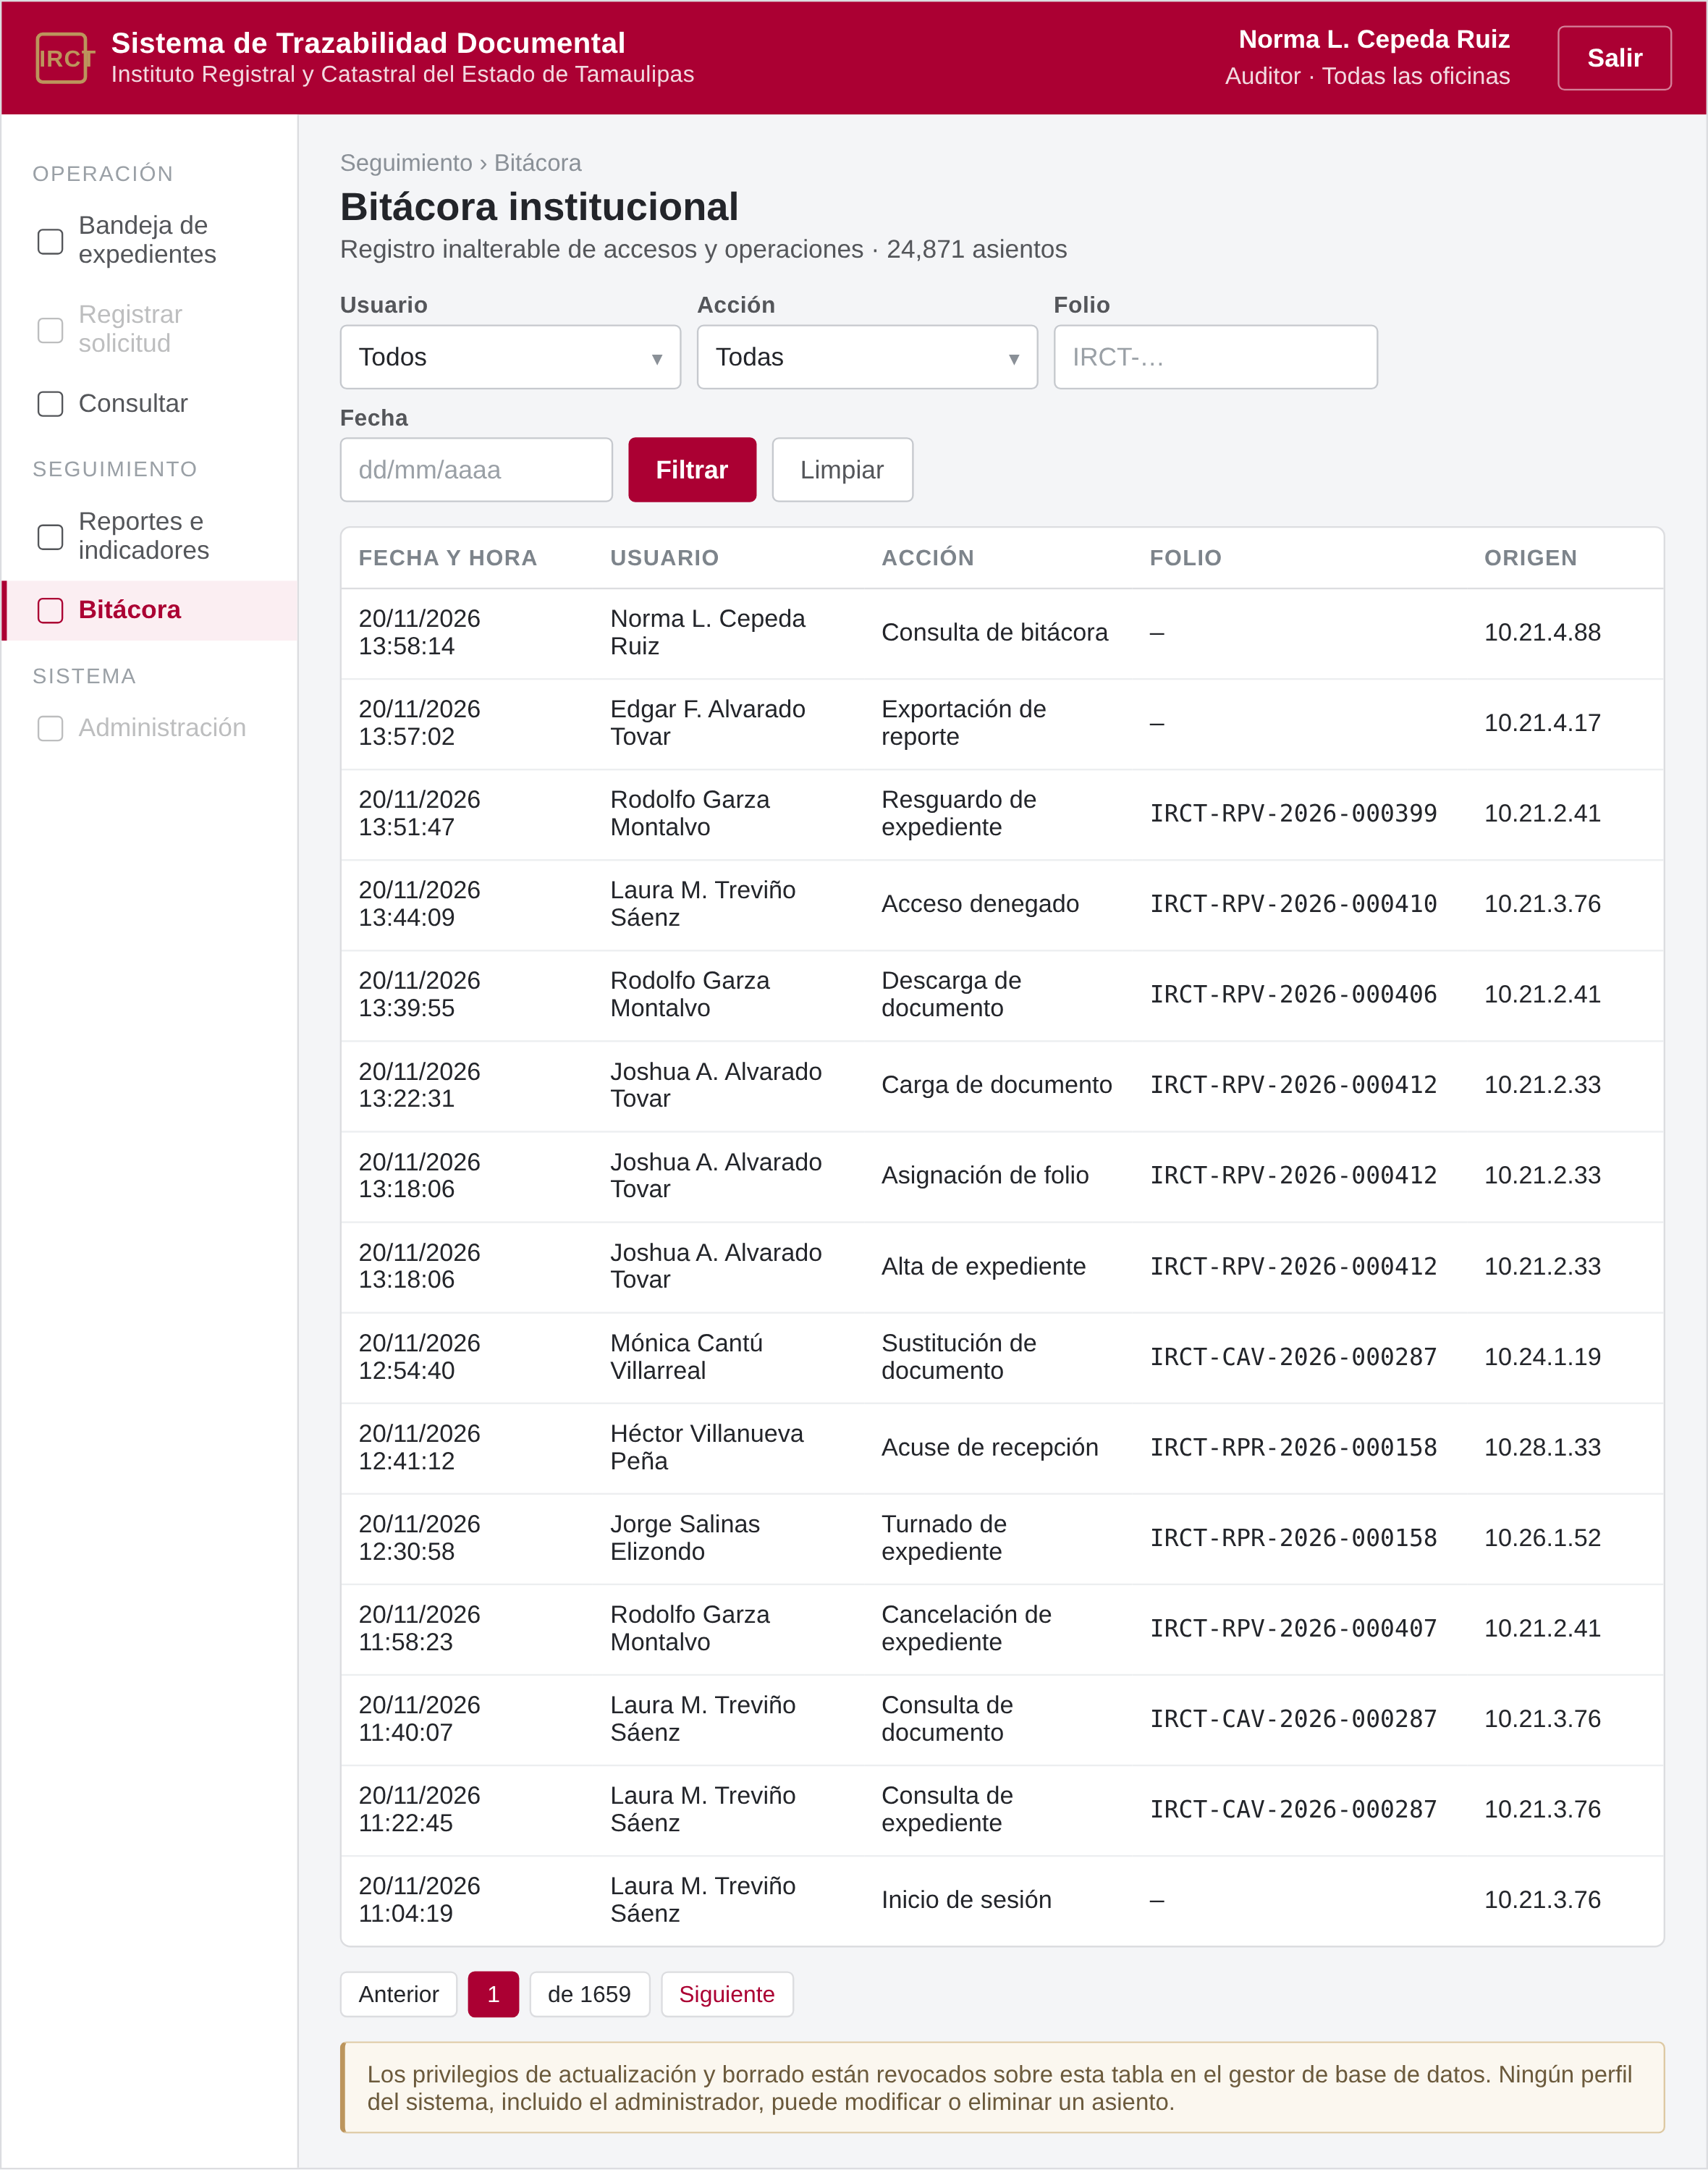 IRCT
Sistema de Trazabilidad Documental
Instituto Registral y Catastral del Estado de Tamaulipas
Norma L. Cepeda Ruiz
Auditor · Todas las oficinas
Salir
OPERACIÓN
Bandeja de
expedientes
Registrar
solicitud
Consultar
SEGUIMIENTO
Reportes e
indicadores
Bitácora
SISTEMA
Administración
Seguimiento › Bitácora
Bitácora institucional
Registro inalterable de accesos y operaciones · 24,871 asientos
Usuario Acción Folio
Todos ▾ Todas ▾ IRCT-…
Fecha
dd/mm/aaaa Filtrar Limpiar
FECHA Y HORA USUARIO ACCIÓN FOLIO ORIGEN
20/11/2026
13:58:14
Norma L. Cepeda
Ruiz
Consulta de bitácora
–
10.21.4.88
20/11/2026
13:57:02
Edgar F. Alvarado
Tovar
Exportación de
reporte
–
10.21.4.17
20/11/2026
13:51:47
Rodolfo Garza
Montalvo
Resguardo de
expediente
IRCT-RPV-2026-000399
10.21.2.41
20/11/2026
13:44:09
Laura M. Treviño
Sáenz
Acceso denegado
IRCT-RPV-2026-000410
10.21.3.76
20/11/2026
13:39:55
Rodolfo Garza
Montalvo
Descarga de
documento
IRCT-RPV-2026-000406
10.21.2.41
20/11/2026
13:22:31
Joshua A. Alvarado
Tovar
Carga de documento
IRCT-RPV-2026-000412
10.21.2.33
20/11/2026
13:18:06
Joshua A. Alvarado
Tovar
Asignación de folio
IRCT-RPV-2026-000412
10.21.2.33
20/11/2026
13:18:06
Joshua A. Alvarado
Tovar
Alta de expediente
IRCT-RPV-2026-000412
10.21.2.33
20/11/2026
12:54:40
Mónica Cantú
Villarreal
Sustitución de
documento
IRCT-CAV-2026-000287
10.24.1.19
20/11/2026
12:41:12
Héctor Villanueva
Peña
Acuse de recepción
IRCT-RPR-2026-000158
10.28.1.33
20/11/2026
12:30:58
Jorge Salinas
Elizondo
Turnado de
expediente
IRCT-RPR-2026-000158
10.26.1.52
20/11/2026
11:58:23
Rodolfo Garza
Montalvo
Cancelación de
expediente
IRCT-RPV-2026-000407
10.21.2.41
20/11/2026
11:40:07
Laura M. Treviño
Sáenz
Consulta de
documento
IRCT-CAV-2026-000287
10.21.3.76
20/11/2026
11:22:45
Laura M. Treviño
Sáenz
Consulta de
expediente
IRCT-CAV-2026-000287
10.21.3.76
20/11/2026
11:04:19
Laura M. Treviño
Sáenz
Inicio de sesión
–
10.21.3.76
Anterior 1 de 1659 Siguiente
Los privilegios de actualización y borrado están revocados sobre esta tabla en el gestor de base de datos. Ningún perfil
del sistema, incluido el administrador, puede modificar o eliminar un asiento.